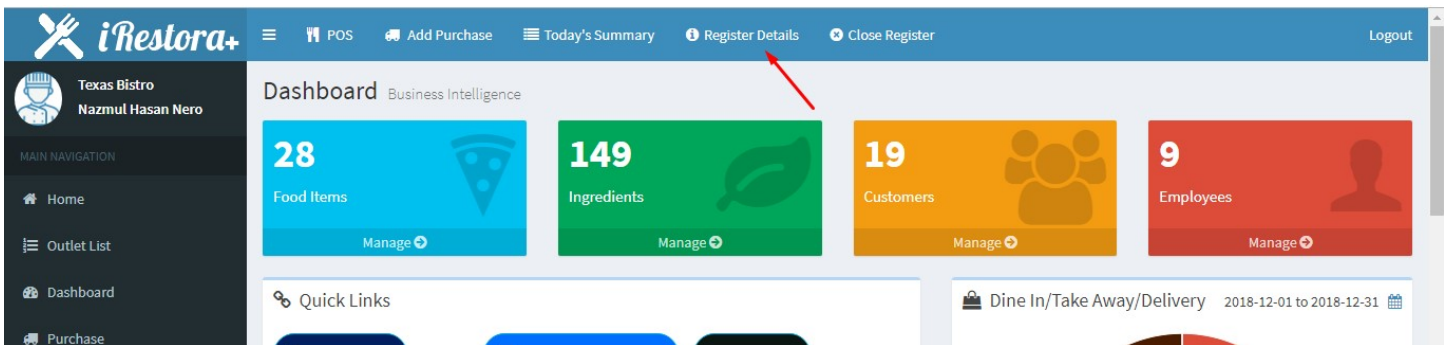 iRestora+
POS
Add Purchase
Today's Summary
Register Details
Close Register
Logout
Texas Bistro
Nazmul Hasan Nero
MAIN NAVIGATION
Home
Outlet List
Dashboard
Purchase
Dashboard Business Intelligence
28
Food Items
Manage
149
Ingredients
Manage
19
Customers
Manage
9
Employees
Manage
Quick Links
Dine In/Take Away/Delivery 2018-12-01 to 2018-12-31